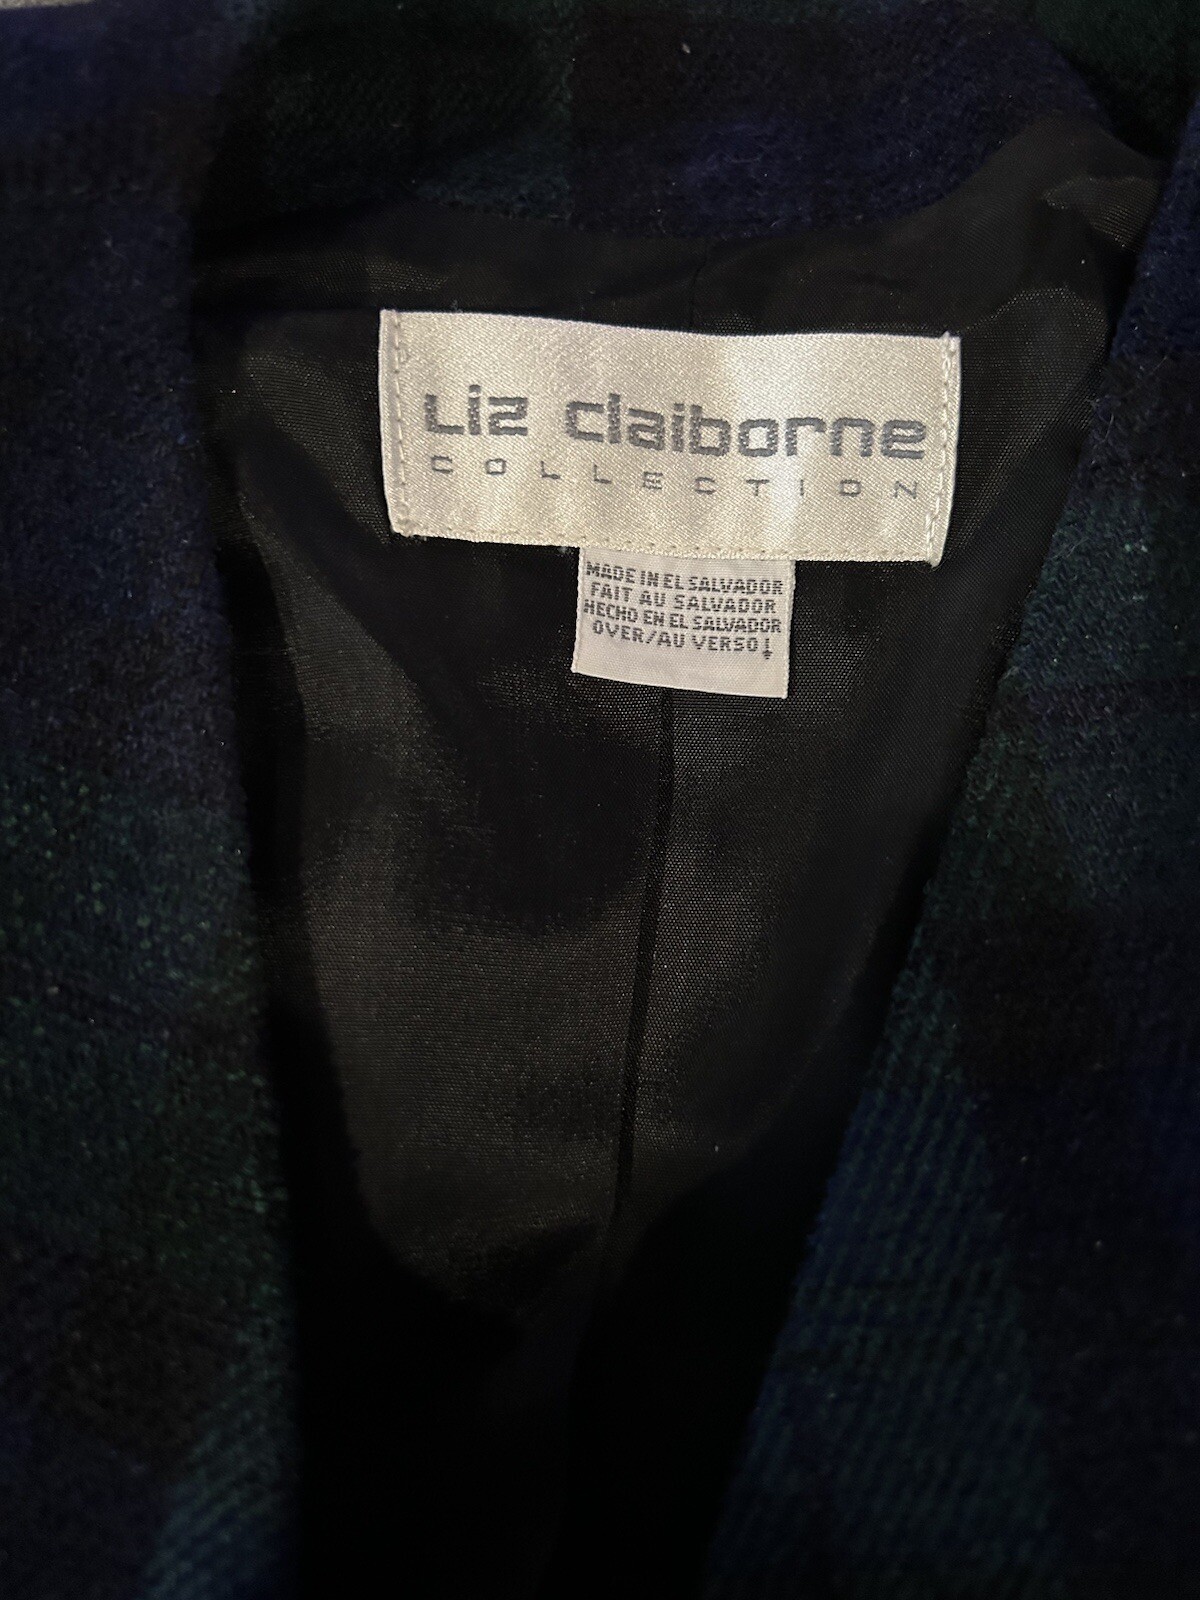 Liz claiborne
COLLECTION
MADE IN EL SALVADOR
FAIT AU SALVADOR
HECHO EN EL SALVADOR
OVER/AU VERSO